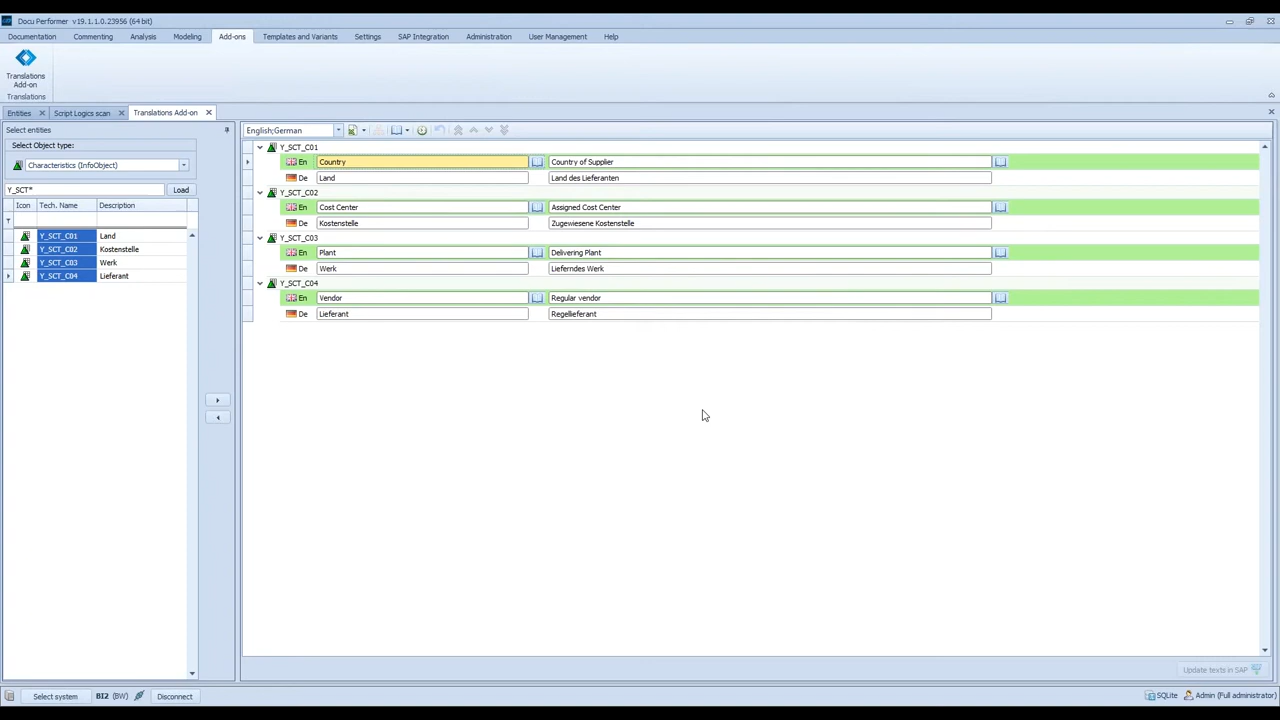 Docu Performer v19.1.1.0.23956 (64 bit)
Documentation Commenting Analysis Modeling Add-ons Templates and Variants Settings SAP Integration Administration User Management Help
Translations
Add-on
Translations
Entities Script Logics scan Translations Add-on
Select entities
Select Object type:
Characteristics (InfoObject)
Y_SCT* Load
Icon Tech. Name Description
Y_SCT_C01 Land
Y_SCT_C02 Kostenstelle
Y_SCT_C03 Werk
Y_SCT_C04 Lieferant
English;German
Y_SCT_C01
En Country Country of Supplier
De Land Land des Lieferanten
Y_SCT_C02
En Cost Center Assigned Cost Center
De Kostenstelle Zugewiesene Kostenstelle
Y_SCT_C03
En Plant Delivering Plant
De Werk Lieferndes Werk
Y_SCT_C04
En Vendor Regular vendor
De Lieferant Regellieferant
Update texts in SAP
Select system BI2 (BW) Disconnect SQLite Admin (Full administrator)